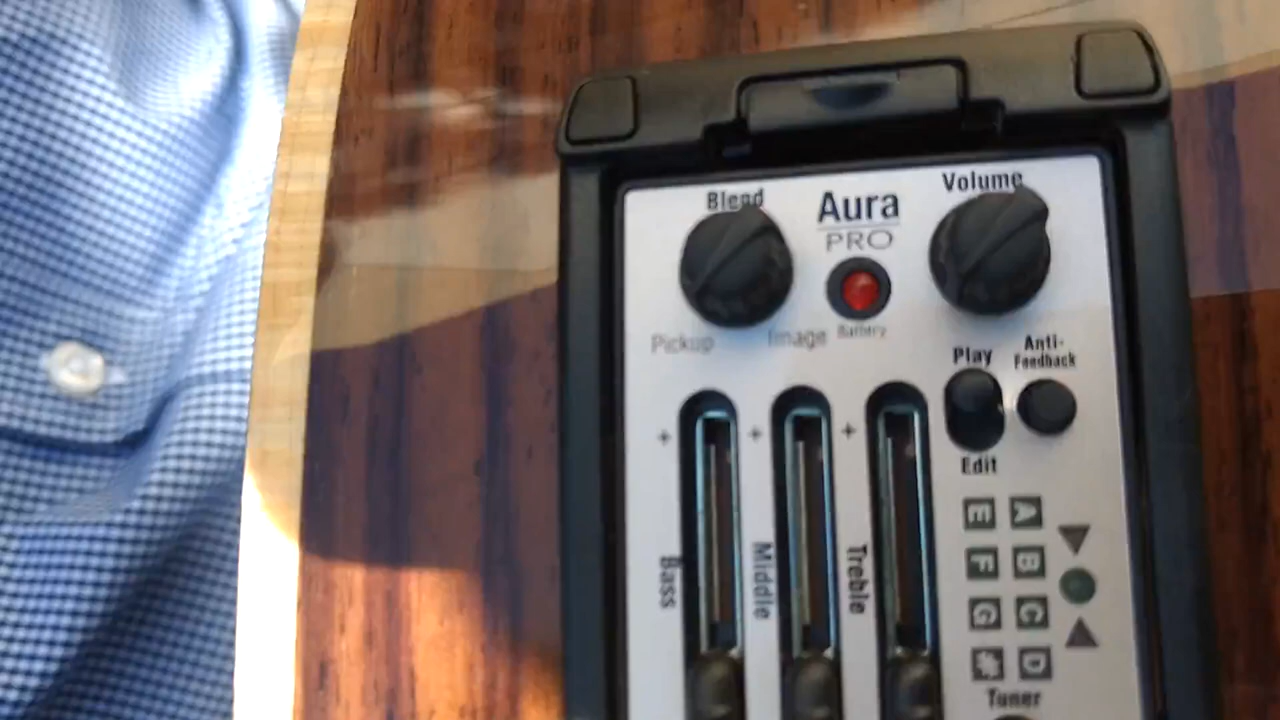 Blend
Aura
PRO
Volume
Pickup
Image
Battery
Play
Anti-
Feedback
Edit
+
+
+
Bass
Middle
Treble
E A
F B
G C
# D
Tuner